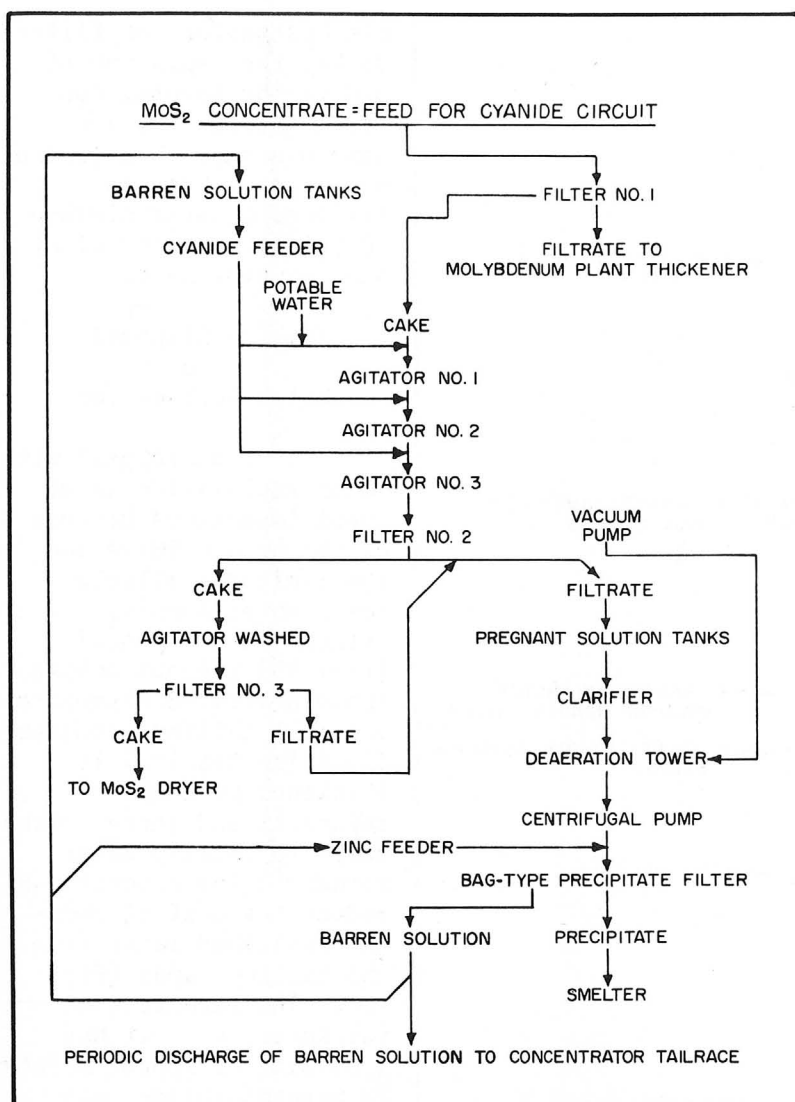 MoS₂ CONCENTRATE = FEED FOR CYANIDE CIRCUIT
BARREN SOLUTION TANKS
FILTER NO. 1
CYANIDE FEEDER
FILTRATE TO
MOLYBDENUM PLANT THICKENER
POTABLE
WATER
CAKE
AGITATOR NO. 1
AGITATOR NO. 2
AGITATOR NO. 3
FILTER NO. 2
VACUUM
PUMP
CAKE
FILTRATE
AGITATOR WASHED
PREGNANT SOLUTION TANKS
FILTER NO. 3
CLARIFIER
CAKE
FILTRATE
DEAERATION TOWER
TO MoS₂ DRYER
CENTRIFUGAL PUMP
ZINC FEEDER
BAG-TYPE PRECIPITATE FILTER
BARREN SOLUTION
PRECIPITATE
SMELTER
PERIODIC DISCHARGE OF BARREN SOLUTION TO CONCENTRATOR TAILRACE